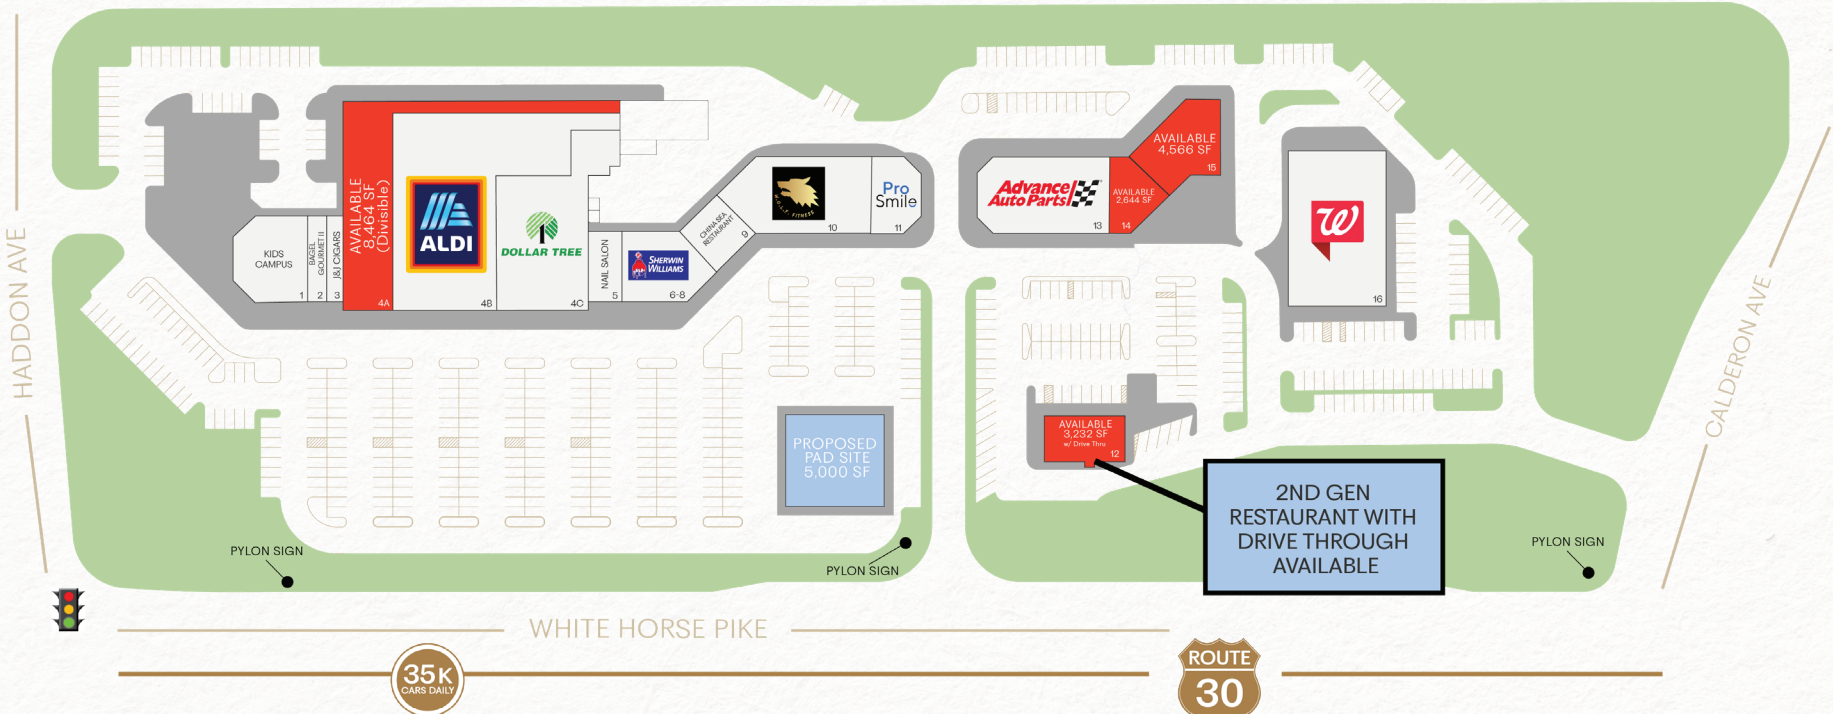 HADDON AVE
KIDS
CAMPUS
1
BAGEL
GOURMET II
2
J&J CIGARS
3
AVAILABLE
8,464 SF
(Divisible)
4A
ALDI
4B
DOLLAR TREE
4C
NAIL SALON
5
SHERWIN
WILLIAMS
6-8
CHINA SEA
RESTAURANT
9
W.O.L.F. FITNESS
10
Pro
Smile
11
Advance
Auto Parts
13
AVAILABLE
2,644 SF
14
AVAILABLE
4,566 SF
15
W
16
CALDERON AVE
PROPOSED
PAD SITE
5,000 SF
AVAILABLE
3,232 SF
w/ Drive Thru
12
2ND GEN
RESTAURANT WITH
DRIVE THROUGH
AVAILABLE
PYLON SIGN
PYLON SIGN
PYLON SIGN
WHITE HORSE PIKE
35K
CARS DAILY
ROUTE
30